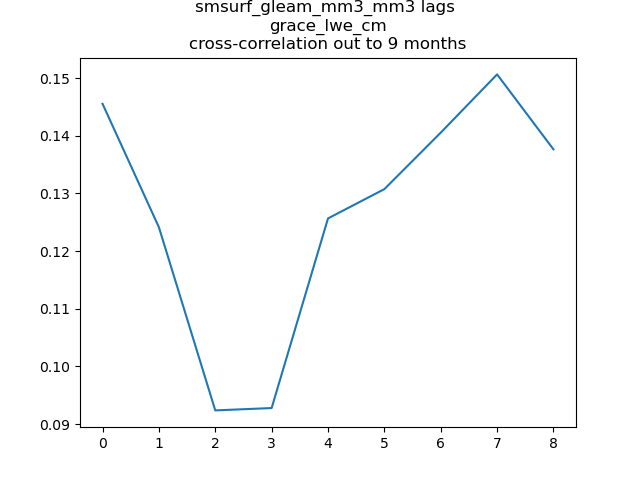 smsurf_gleam_mm3_mm3 lags
grace_lwe_cm
cross-correlation out to 9 months
0.15
0.14
0.13
0.12
0.11
0.10
0.09
0 1 2 3 4 5 6 7 8